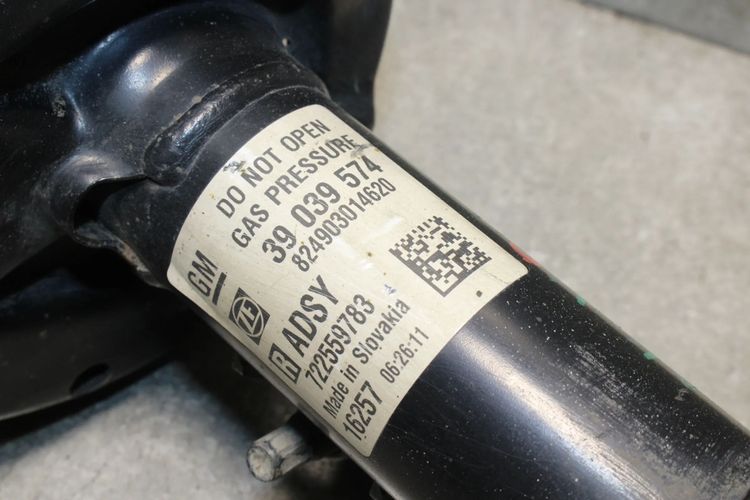 DO NOT OPEN
GAS PRESSURE
39 039 574
824903014620
GM
ZF
R ADSY
722559783
Made in Slovakia
16257 06:26:11